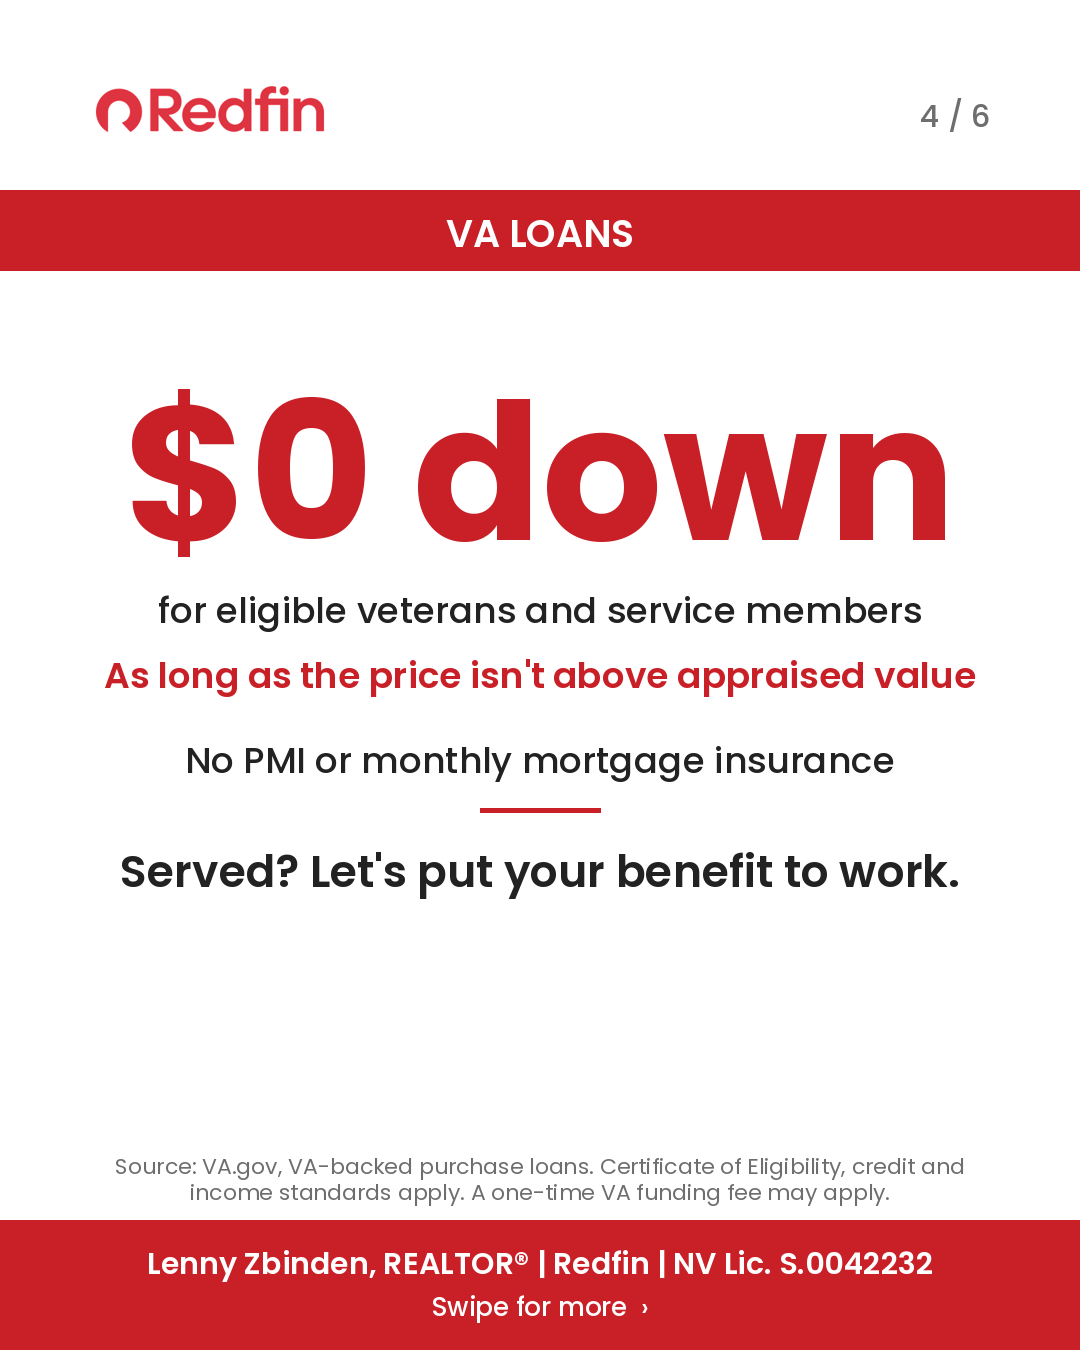 Redfin
4 / 6
VA LOANS
$0 down
for eligible veterans and service members
As long as the price isn't above appraised value
No PMI or monthly mortgage insurance
Served? Let's put your benefit to work.
Source: VA.gov, VA-backed purchase loans. Certificate of Eligibility, credit and
income standards apply. A one-time VA funding fee may apply.
Lenny Zbinden, REALTOR® | Redfin | NV Lic. S.0042232
Swipe for more ›